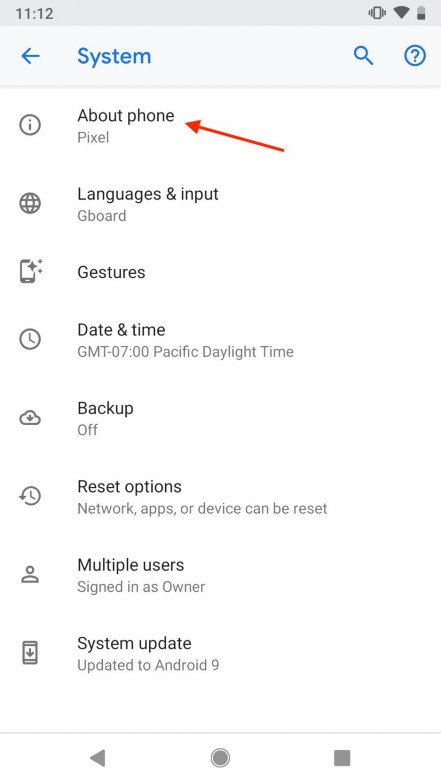 11:12
System
About phone
Pixel
Languages & input
Gboard
Gestures
Date & time
GMT-07:00 Pacific Daylight Time
Backup
Off
Reset options
Network, apps, or device can be reset
Multiple users
Signed in as Owner
System update
Updated to Android 9